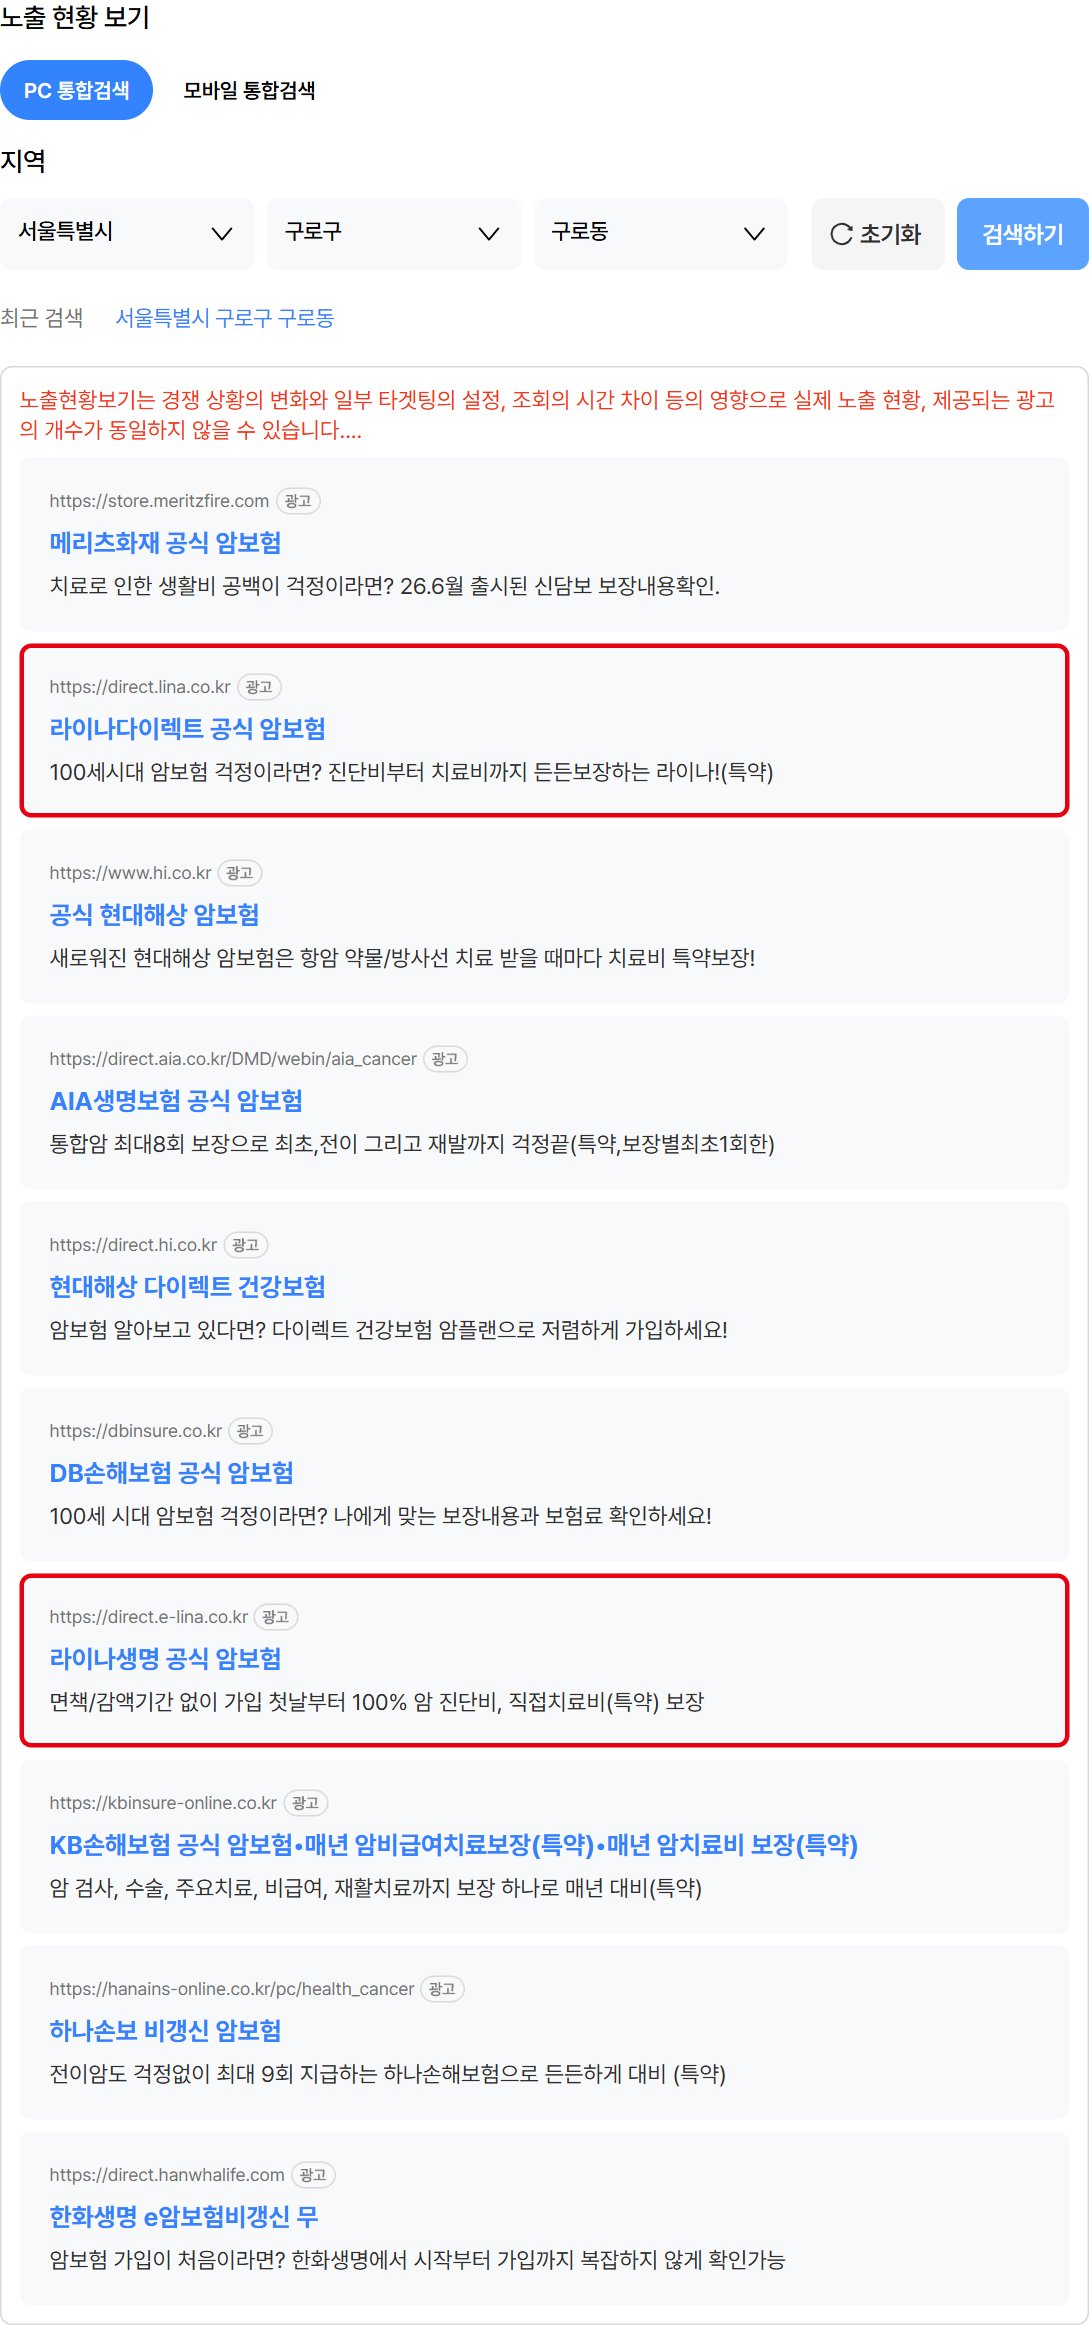 노출 현황 보기
PC 통합검색
모바일 통합검색
지역
서울특별시
구로구
구로동
초기화
검색하기
최근 검색
서울특별시 구로구 구로동
노출현황보기는 경쟁 상황의 변화와 일부 타겟팅의 설정, 조회의 시간 차이 등의 영향으로 실제 노출 현황, 제공되는 광고
의 개수가 동일하지 않을 수 있습니다....
https://store.meritzfire.com 광고
메리츠화재 공식 암보험
치료로 인한 생활비 공백이 걱정이라면? 26.6월 출시된 신담보 보장내용확인.
https://direct.lina.co.kr 광고
라이나다이렉트 공식 암보험
100세시대 암보험 걱정이라면? 진단비부터 치료비까지 든든보장하는 라이나!(특약)
https://www.hi.co.kr 광고
공식 현대해상 암보험
새로워진 현대해상 암보험은 항암 약물/방사선 치료 받을 때마다 치료비 특약보장!
https://direct.aia.co.kr/DMD/webin/aia_cancer 광고
AIA생명보험 공식 암보험
통합암 최대8회 보장으로 최초,전이 그리고 재발까지 걱정끝(특약,보장별최초1회한)
https://direct.hi.co.kr 광고
현대해상 다이렉트 건강보험
암보험 알아보고 있다면? 다이렉트 건강보험 암플랜으로 저렴하게 가입하세요!
https://dbinsure.co.kr 광고
DB손해보험 공식 암보험
100세 시대 암보험 걱정이라면? 나에게 맞는 보장내용과 보험료 확인하세요!
https://direct.e-lina.co.kr 광고
라이나생명 공식 암보험
면책/감액기간 없이 가입 첫날부터 100% 암 진단비, 직접치료비(특약) 보장
https://kbinsure-online.co.kr 광고
KB손해보험 공식 암보험•매년 암비급여치료보장(특약)•매년 암치료비 보장(특약)
암 검사, 수술, 주요치료, 비급여, 재활치료까지 보장 하나로 매년 대비(특약)
https://hanains-online.co.kr/pc/health_cancer 광고
하나손보 비갱신 암보험
전이암도 걱정없이 최대 9회 지급하는 하나손해보험으로 든든하게 대비 (특약)
https://direct.hanwhalife.com 광고
한화생명 e암보험비갱신 무
암보험 가입이 처음이라면? 한화생명에서 시작부터 가입까지 복잡하지 않게 확인가능